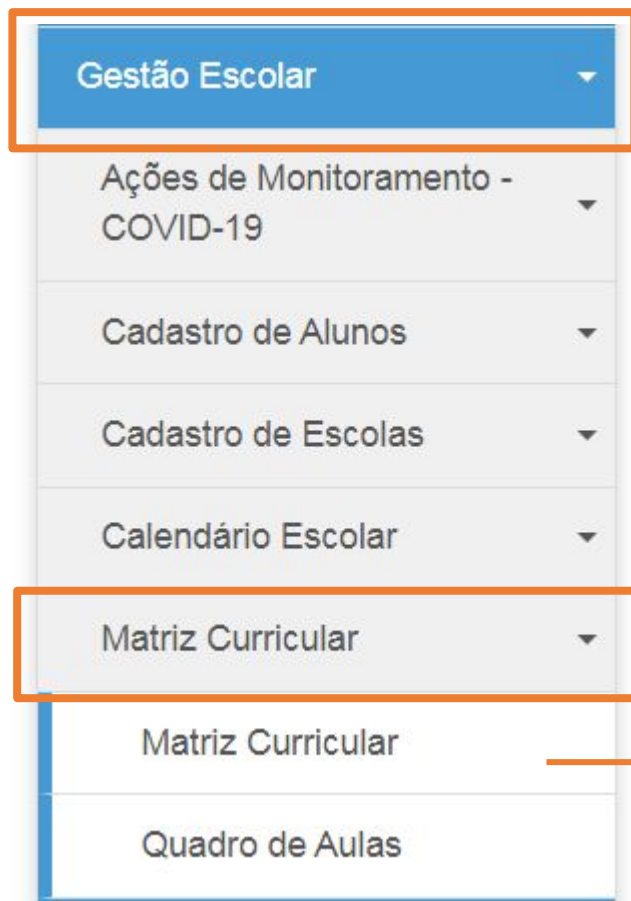 Gestão Escolar
Ações de Monitoramento -
COVID-19
Cadastro de Alunos
Cadastro de Escolas
Calendário Escolar
Matriz Curricular
Matriz Curricular
Quadro de Aulas